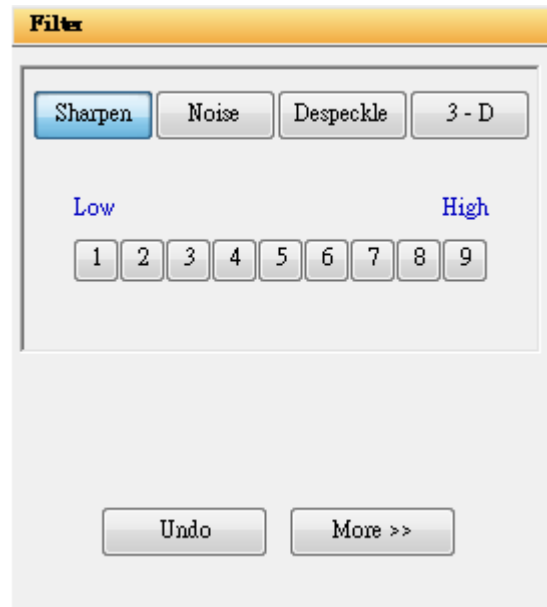 Filter
Sharpen Noise Despeckle 3 - D
Low High
1 2 3 4 5 6 7 8 9
Undo More >>